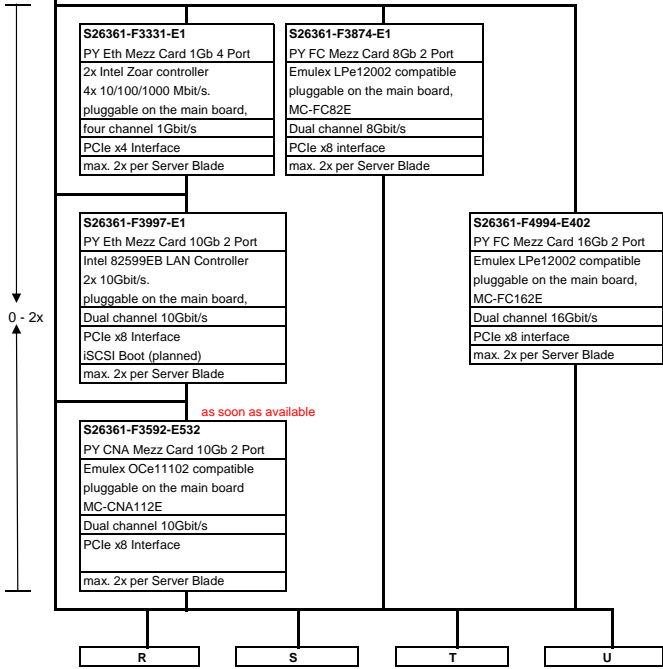 S26361-F3331-E1
PY Eth Mezz Card 1Gb 4 Port
2x Intel Zoar controller
4x 10/100/1000 Mbit/s.
pluggable on the main board,
four channel 1Gbit/s
PCIe x4 Interface
max. 2x per Server Blade
S26361-F3874-E1
PY FC Mezz Card 8Gb 2 Port
Emulex LPe12002 compatible
pluggable on the main board,
MC-FC82E
Dual channel 8Gbit/s
PCIe x8 interface
max. 2x per Server Blade
S26361-F3997-E1
PY Eth Mezz Card 10Gb 2 Port
Intel 82599EB LAN Controller
2x 10Gbit/s.
pluggable on the main board,
Dual channel 10Gbit/s
PCIe x8 Interface
iSCSI Boot (planned)
max. 2x per Server Blade
S26361-F4994-E402
PY FC Mezz Card 16Gb 2 Port
Emulex LPe12002 compatible
pluggable on the main board,
MC-FC162E
Dual channel 16Gbit/s
PCIe x8 interface
max. 2x per Server Blade
0 - 2x
as soon as available
S26361-F3592-E532
PY CNA Mezz Card 10Gb 2 Port
Emulex OCe11102 compatible
pluggable on the main board
MC-CNA112E
Dual channel 10Gbit/s
PCIe x8 Interface
max. 2x per Server Blade
R
S
T
U